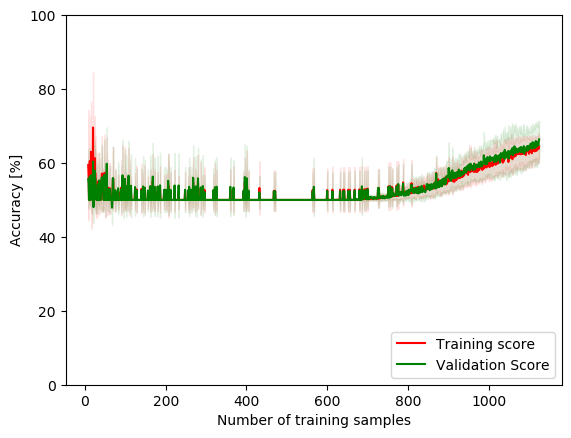 100
80
60
40
20
0
Accuracy [%]
0 200 400 600 800 1000
Number of training samples
Training score
Validation Score